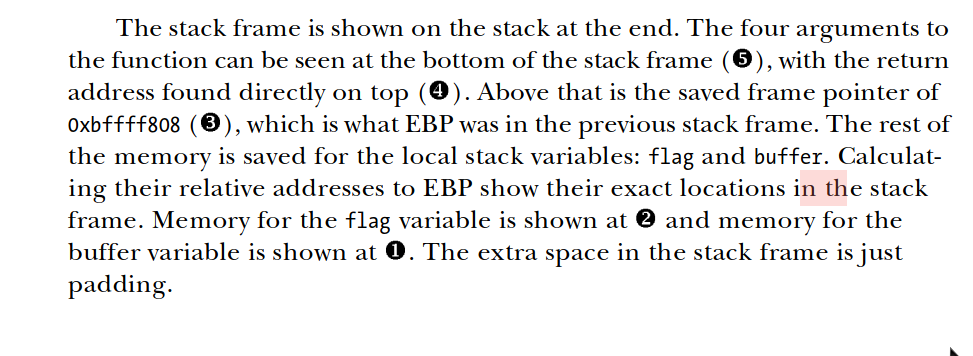 The stack frame is shown on the stack at the end. The four arguments to
the function can be seen at the bottom of the stack frame (❺), with the return
address found directly on top (❹). Above that is the saved frame pointer of
0xbffff808 (❸), which is what EBP was in the previous stack frame. The rest of
the memory is saved for the local stack variables: flag and buffer. Calculat-
ing their relative addresses to EBP show their exact locations in the stack
frame. Memory for the flag variable is shown at ❷ and memory for the
buffer variable is shown at ❶. The extra space in the stack frame is just
padding.